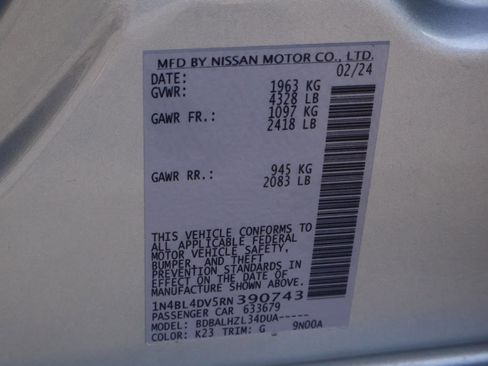 MFD BY NISSAN MOTOR CO., LTD.
DATE: 02/24
GVWR: 1963 KG
4328 LB
GAWR FR.: 1097 KG
2418 LB
GAWR RR.: 945 KG
2083 LB
THIS VEHICLE CONFORMS TO
ALL APPLICABLE FEDERAL
MOTOR VEHICLE SAFETY,
BUMPER, AND THEFT
PREVENTION STANDARDS IN
EFFECT ON THE DATE OF
MANUFACTURE SHOWN ABOVE.
1N4BL4DV5RN390743
PASSENGER CAR 633679
MODEL: BDBALHZL34DUA-----
COLOR: K23 TRIM: G 9N00A